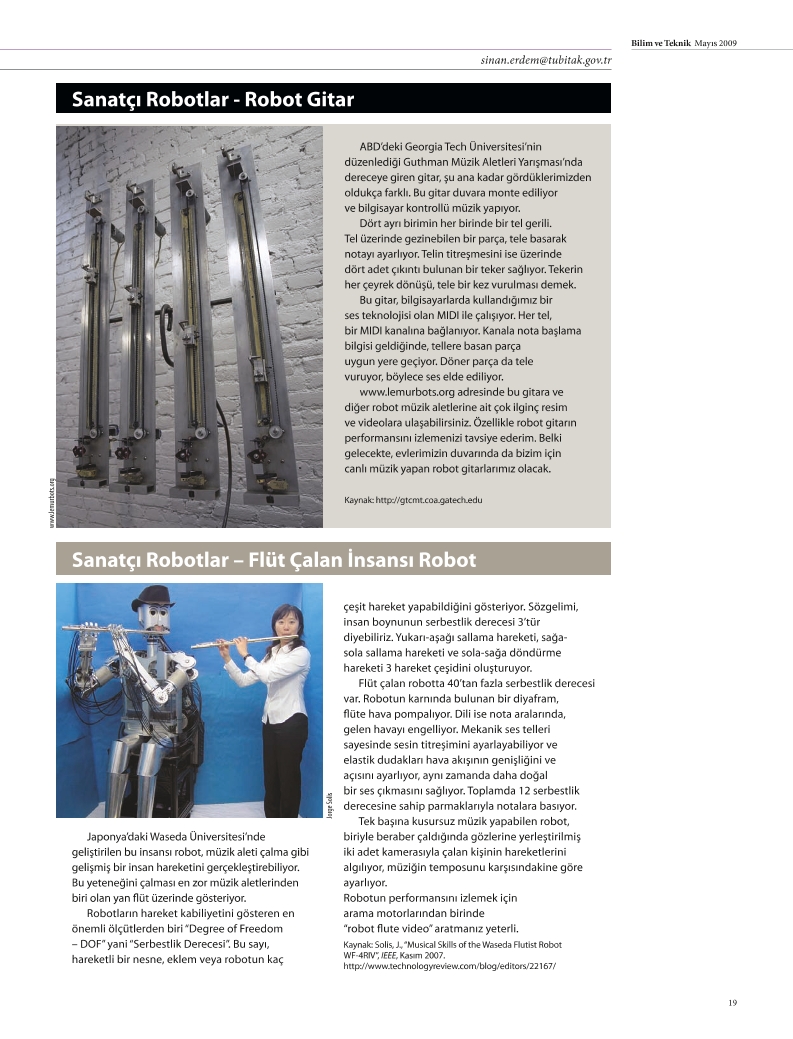 Bilim ve Teknik Mayıs 2009
sinan.erdem@tubitak.gov.tr
Sanatçı Robotlar - Robot Gitar
ABD’deki Georgia Tech Üniversitesi’nin
düzenlediği Guthman Müzik Aletleri Yarışması’nda
dereceye giren gitar, şu ana kadar gördüklerimizden
oldukça farklı. Bu gitar duvara monte ediliyor
ve bilgisayar kontrollü müzik yapıyor.
Dört ayrı birimin her birinde bir tel gerili.
Tel üzerinde gezinebilen bir parça, tele basarak
notayı ayarlıyor. Telin titreşmesini ise üzerinde
dört adet çıkıntı bulunan bir teker sağlıyor. Tekerin
her çeyrek dönüşü, tele bir kez vurulması demek.
Bu gitar, bilgisayarlarda kullandığımız bir
ses teknolojisi olan MIDI ile çalışıyor. Her tel,
bir MIDI kanalına bağlanıyor. Kanala nota başlama
bilgisi geldiğinde, tellere basan parça
uygun yere geçiyor. Döner parça da tele
vuruyor, böylece ses elde ediliyor.
www.lemurbots.org adresinde bu gitara ve
diğer robot müzik aletlerine ait çok ilginç resim
ve videolara ulaşabilirsiniz. Özellikle robot gitarın
performansını izlemenizi tavsiye ederim. Belki
gelecekte, evlerimizin duvarında da bizim için
canlı müzik yapan robot gitarlarımız olacak.
Kaynak: http://gtcmt.coa.gatech.edu
www.lemurbots.org
Sanatçı Robotlar – Flüt Çalan İnsansı Robot
Jorge Solis
Japonya’daki Waseda Üniversitesi’nde
geliştirilen bu insansı robot, müzik aleti çalma gibi
gelişmiş bir insan hareketini gerçekleştirebiliyor.
Bu yeteneğini çalması en zor müzik aletlerinden
biri olan yan flüt üzerinde gösteriyor.
Robotların hareket kabiliyetini gösteren en
önemli ölçütlerden biri “Degree of Freedom
– DOF” yani “Serbestlik Derecesi”. Bu sayı,
hareketli bir nesne, eklem veya robotun kaç
çeşit hareket yapabildiğini gösteriyor. Sözgelimi,
insan boynunun serbestlik derecesi 3’tür
diyebiliriz. Yukarı-aşağı sallama hareketi, sağa-
sola sallama hareketi ve sola-sağa döndürme
hareketi 3 hareket çeşidini oluşturuyor.
Flüt çalan robotta 40’tan fazla serbestlik derecesi
var. Robotun karnında bulunan bir diyafram,
flüte hava pompalıyor. Dili ise nota aralarında,
gelen havayı engelliyor. Mekanik ses telleri
sayesinde sesin titreşimini ayarlayabiliyor ve
elastik dudakları hava akışının genişliğini ve
açısını ayarlıyor, aynı zamanda daha doğal
bir ses çıkmasını sağlıyor. Toplamda 12 serbestlik
derecesine sahip parmaklarıyla notalara basıyor.
Tek başına kusursuz müzik yapabilen robot,
biriyle beraber çaldığında gözlerine yerleştirilmiş
iki adet kamerasıyla çalan kişinin hareketlerini
algılıyor, müziğin temposunu karşısındakine göre
ayarlıyor.
Robotun performansını izlemek için
arama motorlarından birinde
“robot flute video” aratmanız yeterli.
Kaynak: Solis, J., “Musical Skills of the Waseda Flutist Robot
WF-4RIV”, IEEE, Kasım 2007.
http://www.technologyreview.com/blog/editors/22167/
19